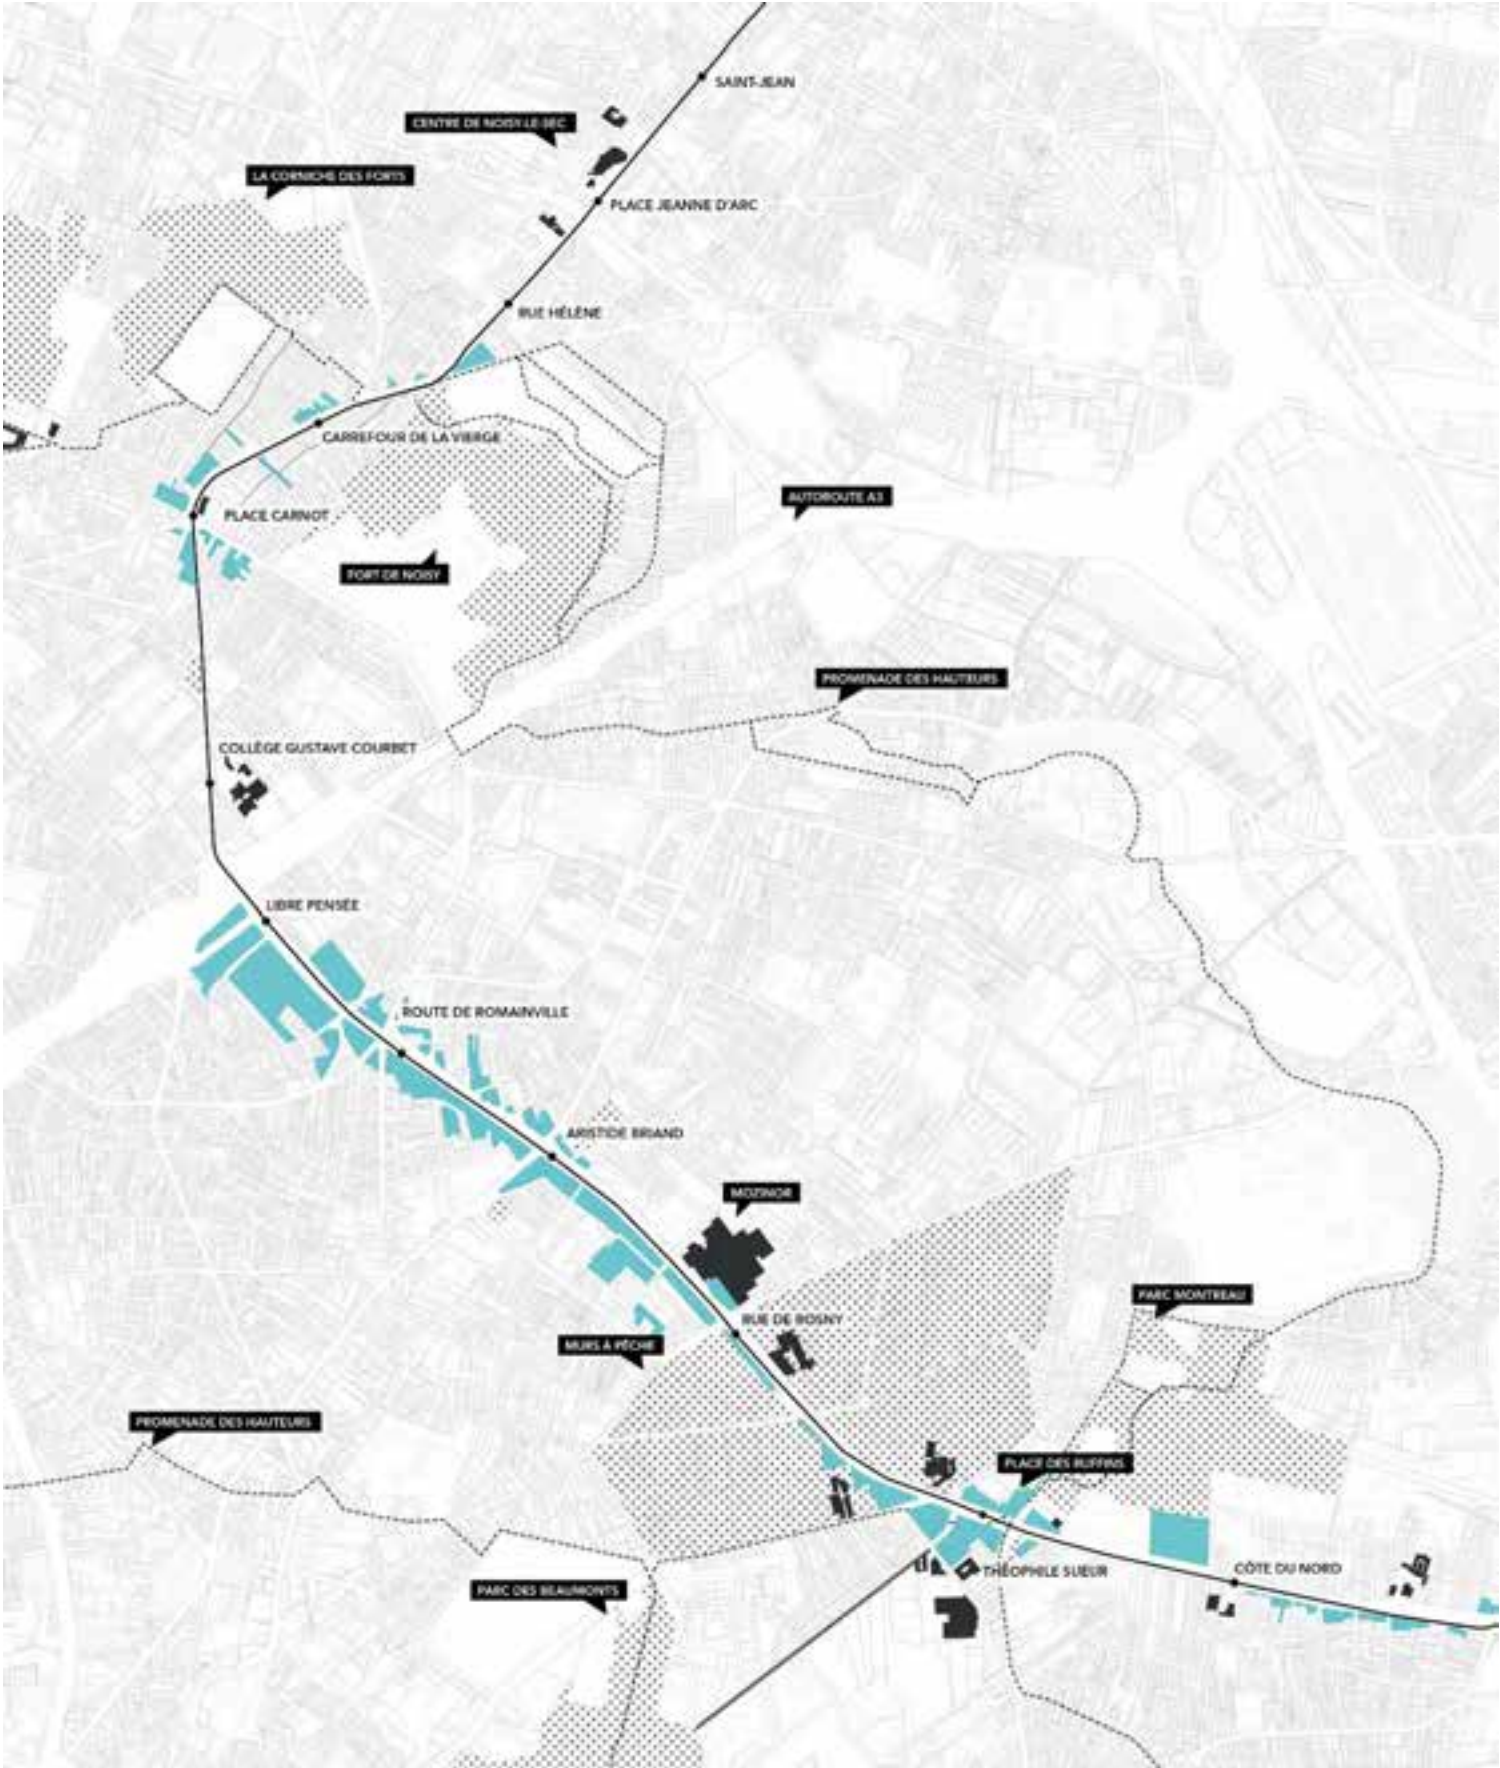 SAINT-JEAN
CENTRE DE NOISY-LE-SEC
LA CORNICHE DES FORTS
PLACE JEANNE D'ARC
RUE HÉLÈNE
CARREFOUR DE LA VIERGE
AUTOROUTE A3
PLACE CARNOT
FORT DE NOISY
PROMENADE DES HAUTEURS
COLLÈGE GUSTAVE COURBET
LIBRE PENSÉE
ROUTE DE ROMAINVILLE
ARISTIDE BRIAND
MOZINOR
PARC MONTREAU
RUE DE ROSNY
MURS À PÊCHE
PROMENADE DES HAUTEURS
PLACE DES RUFFINS
CÔTE DU NORD
THÉOPHILE SUEUR
PARC DES BEAUMONTS